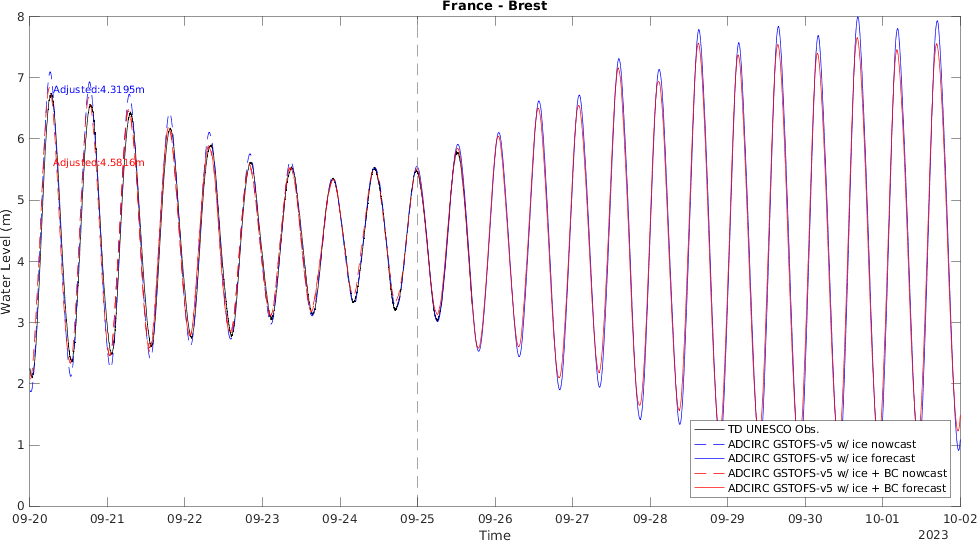 France - Brest
8
7
6
5
4
3
2
1
0
Water Level (m)
Adjusted:4.3195m
Adjusted:4.5816m
TD UNESCO Obs.
ADCIRC GSTOFS-v5 w/ ice nowcast
ADCIRC GSTOFS-v5 w/ ice forecast
ADCIRC GSTOFS-v5 w/ ice + BC nowcast
ADCIRC GSTOFS-v5 w/ ice + BC forecast
09-20 09-21 09-22 09-23 09-24 09-25 09-26 09-27 09-28 09-29 09-30 10-01 10-02
Time
2023